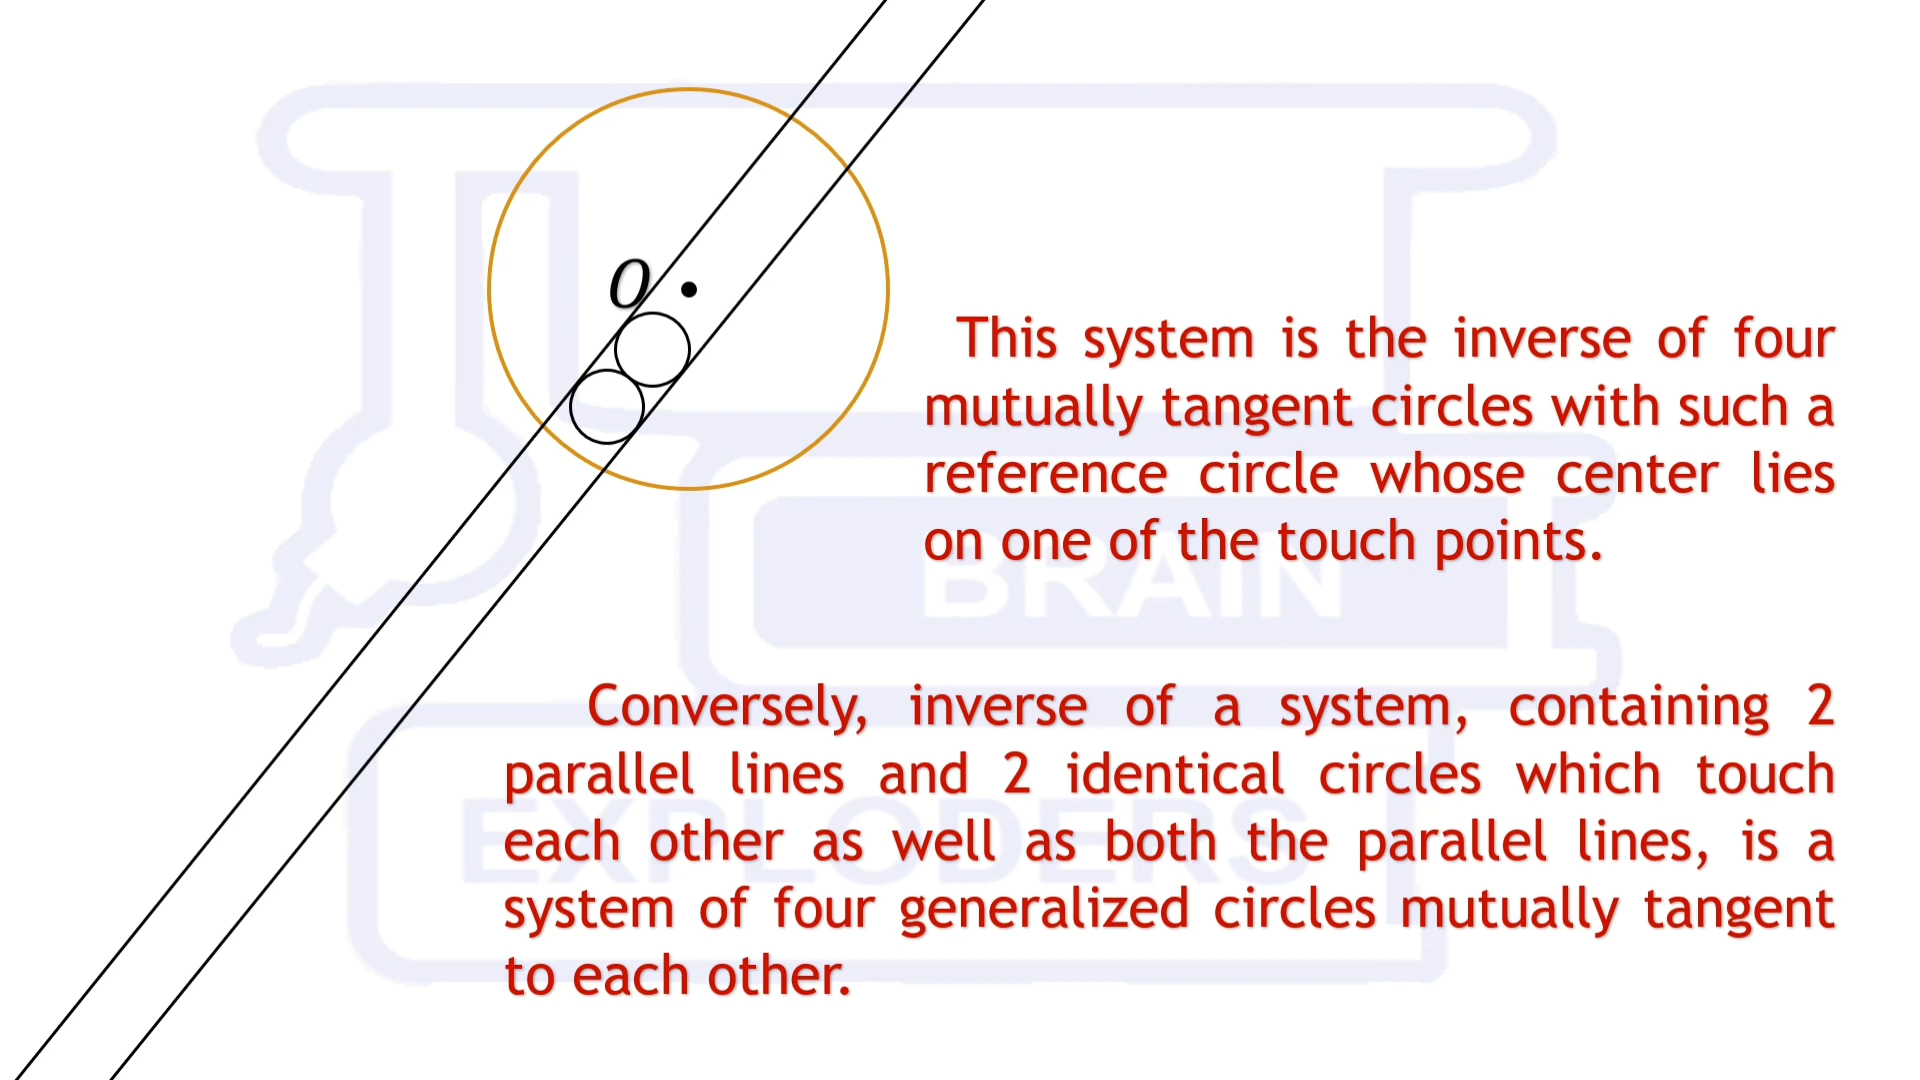 O
This system is the inverse of four
mutually tangent circles with such a
reference circle whose center lies
on one of the touch points.
BRAIN
Conversely, inverse of a system, containing 2
parallel lines and 2 identical circles which touch
each other as well as both the parallel lines, is a
EXPLODERS
system of four generalized circles mutually tangent
to each other.